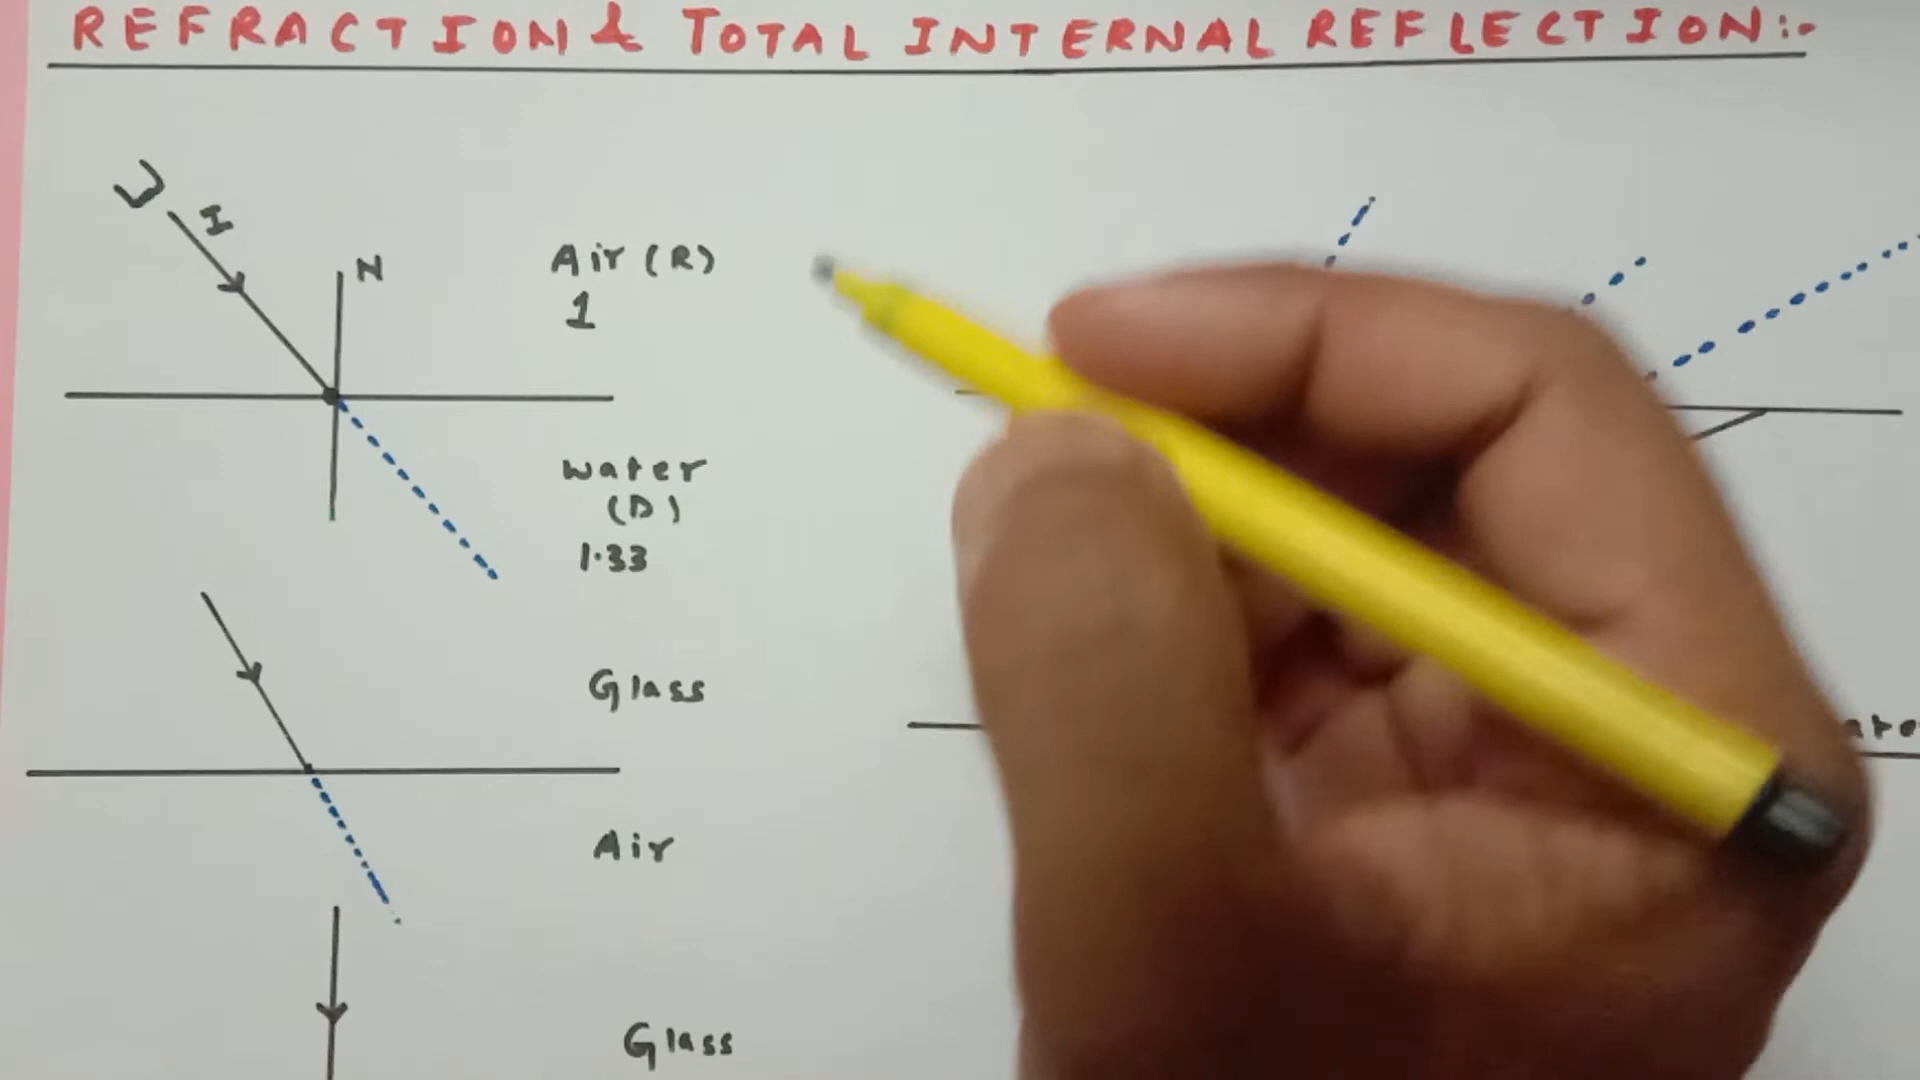 REFRACTION & TOTAL INTERNAL REFLECTION:-
I
N
Air (R)
1
water
(D)
1.33
Glass
Air
Glass